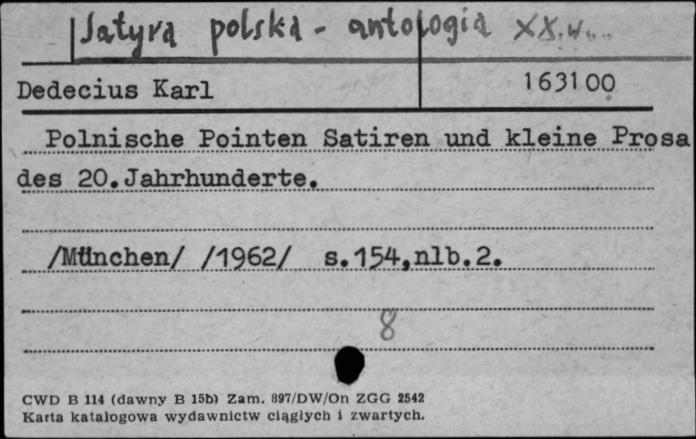 Satyra polska - antologia XX w.
Dedecius Karl
163100
Polnische Pointen Satiren und kleine Prosa
des 20.Jahrhunderte.
/München/ /1962/ s.154,nlb.2.
8
CWD B 114 (dawny B 15b) Zam. 897/DW/On ZGG 2542
Karta katalogowa wydawnictw ciągłych i zwartych.